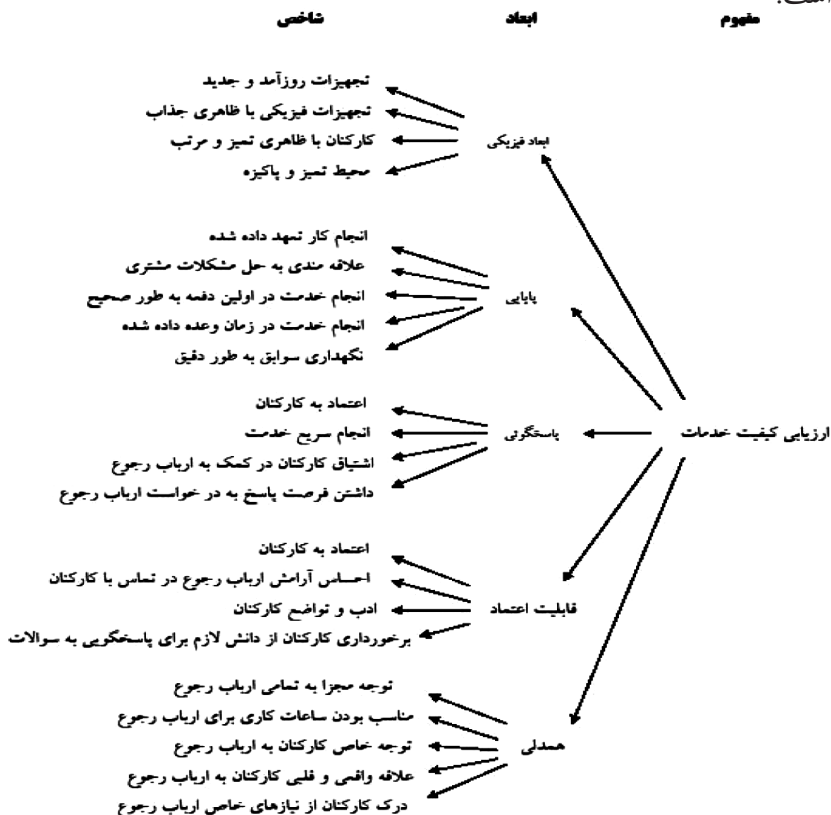 است.
مفهوم ابعاد شاخص
ابعاد فیزیکی
تجهیزات روزآمد و جدید
تجهیزات فیزیکی با ظاهری جذاب
کارکنان با ظاهری تمیز و مرتب
محیط تمیز و پاکیزه
پایایی
انجام کار تعهد داده شده
علاقه مندی به حل مشکلات مشتری
انجام خدمت در اولین دفعه به طور صحیح
انجام خدمت در زمان وعده داده شده
نگهداری سوابق به طور دقیق
ارزیابی کیفیت خدمات
پاسخگوئی
اعتماد به کارکنان
انجام سریع خدمت
اشتیاق کارکنان در کمک به ارباب رجوع
داشتن فرصت پاسخ به در خواست ارباب رجوع
قابلیت اعتماد
اعتماد به کارکنان
احساس آرامش ارباب رجوع در تماس با کارکنان
ادب و تواضع کارکنان
برخورداری کارکنان از دانش لازم برای پاسخگویی به سوالات
همدلی
توجه مجزا به تمامی ارباب رجوع
مناسب بودن ساعات کاری برای ارباب رجوع
توجه خاص کارکنان به ارباب رجوع
علاقه واقعی و قلبی کارکنان به ارباب رجوع
درک کارکنان از نیازهای خاص ارباب رجوع